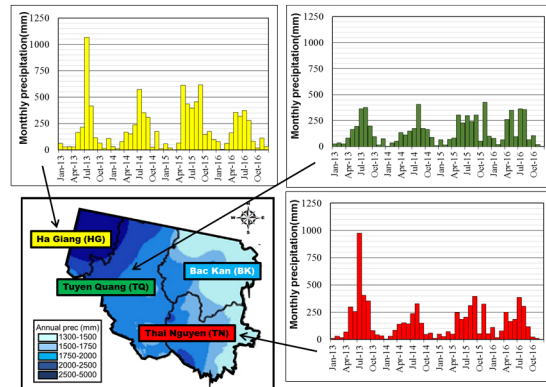 Monthly precipitation(mm)
1250
1000
750
500
250
0
Jan-13
Apr-13
Jul-13
Oct-13
Jan-14
Apr-14
Jul-14
Oct-14
Jan-15
Apr-15
Jul-15
Oct-15
Jan-16
Apr-16
Jul-16
Oct-16
Monthly precipitation(mm)
1250
1000
750
500
250
0
Jan-13
Apr-13
Jul-13
Oct-13
Jan-14
Apr-14
Jul-14
Oct-14
Jan-15
Apr-15
Jul-15
Oct-15
Jan-16
Apr-16
Jul-16
Oct-16
N
W
E
S
Ha Giang (HG)
Bac Kan (BK)
Tuyen Quang (TQ)
Thai Nguyen (TN)
Annual prec (mm)
1300-1500
1500-1750
1750-2000
2000-2500
2500-5000
Monthly precipitation(mm)
1250
1000
750
500
250
0
Jan-13
Apr-13
Jul-13
Oct-13
Jan-14
Apr-14
Jul-14
Oct-14
Jan-15
Apr-15
Jul-15
Oct-15
Jan-16
Apr-16
Jul-16
Oct-16